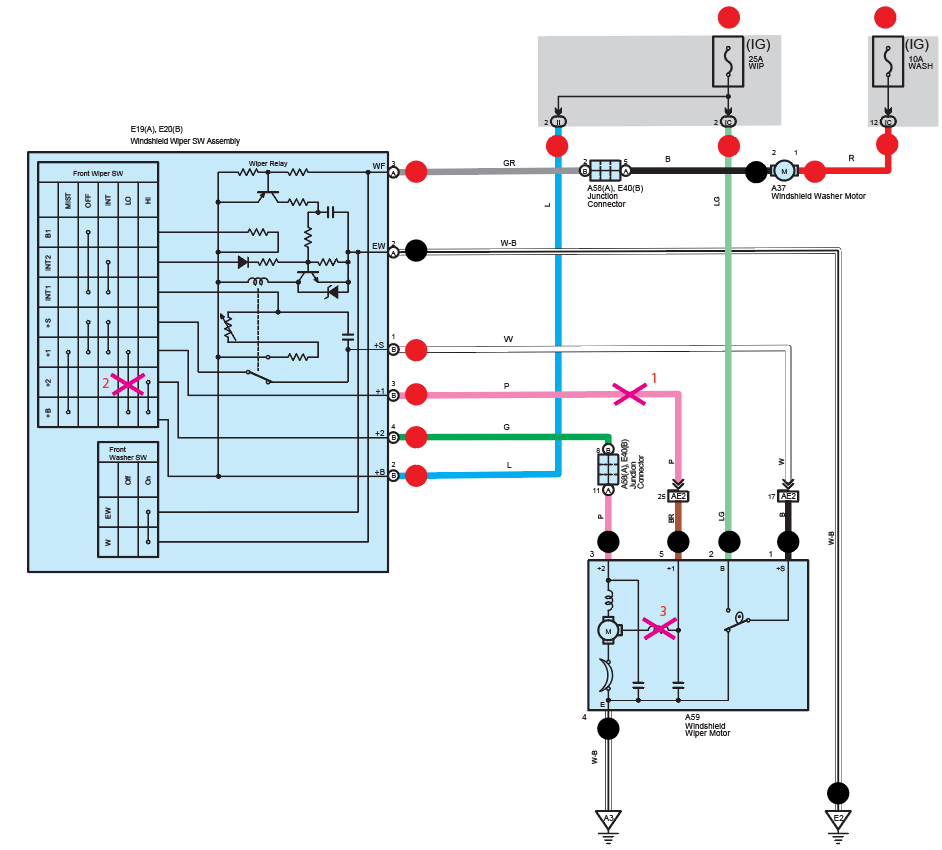 (IG)
25A
WIP
(IG)
10A
WASH
2 II
2 IC
12 IC
E19(A), E20(B)
Windshield Wiper SW Assembly
Front Wiper SW
MIST
OFF
INT
LO
HI
B1
INT2
INT1
+S
+1
+2
+B
2
Wiper Relay
WF
3
A
GR
2
B
5
A
B
A58(A), E40(B)
Junction
Connector
2
M
1
A37
Windshield Washer Motor
R
L
LG
EW
2
A
W-B
+S
1
B
W
+1
3
B
P
1
+2
4
B
G
+B
2
B
L
Front
Washer SW
Off
On
EW
W
8 B
11 A
A58(A), E40(B)
Junction
Connector
P
P
25 AE2
BR
LG
W
17 AE2
B
W-B
3
5
2
1
+2
+1
B
+S
M
3
E
4
A59
Windshield
Wiper Motor
W-B
A3
E2